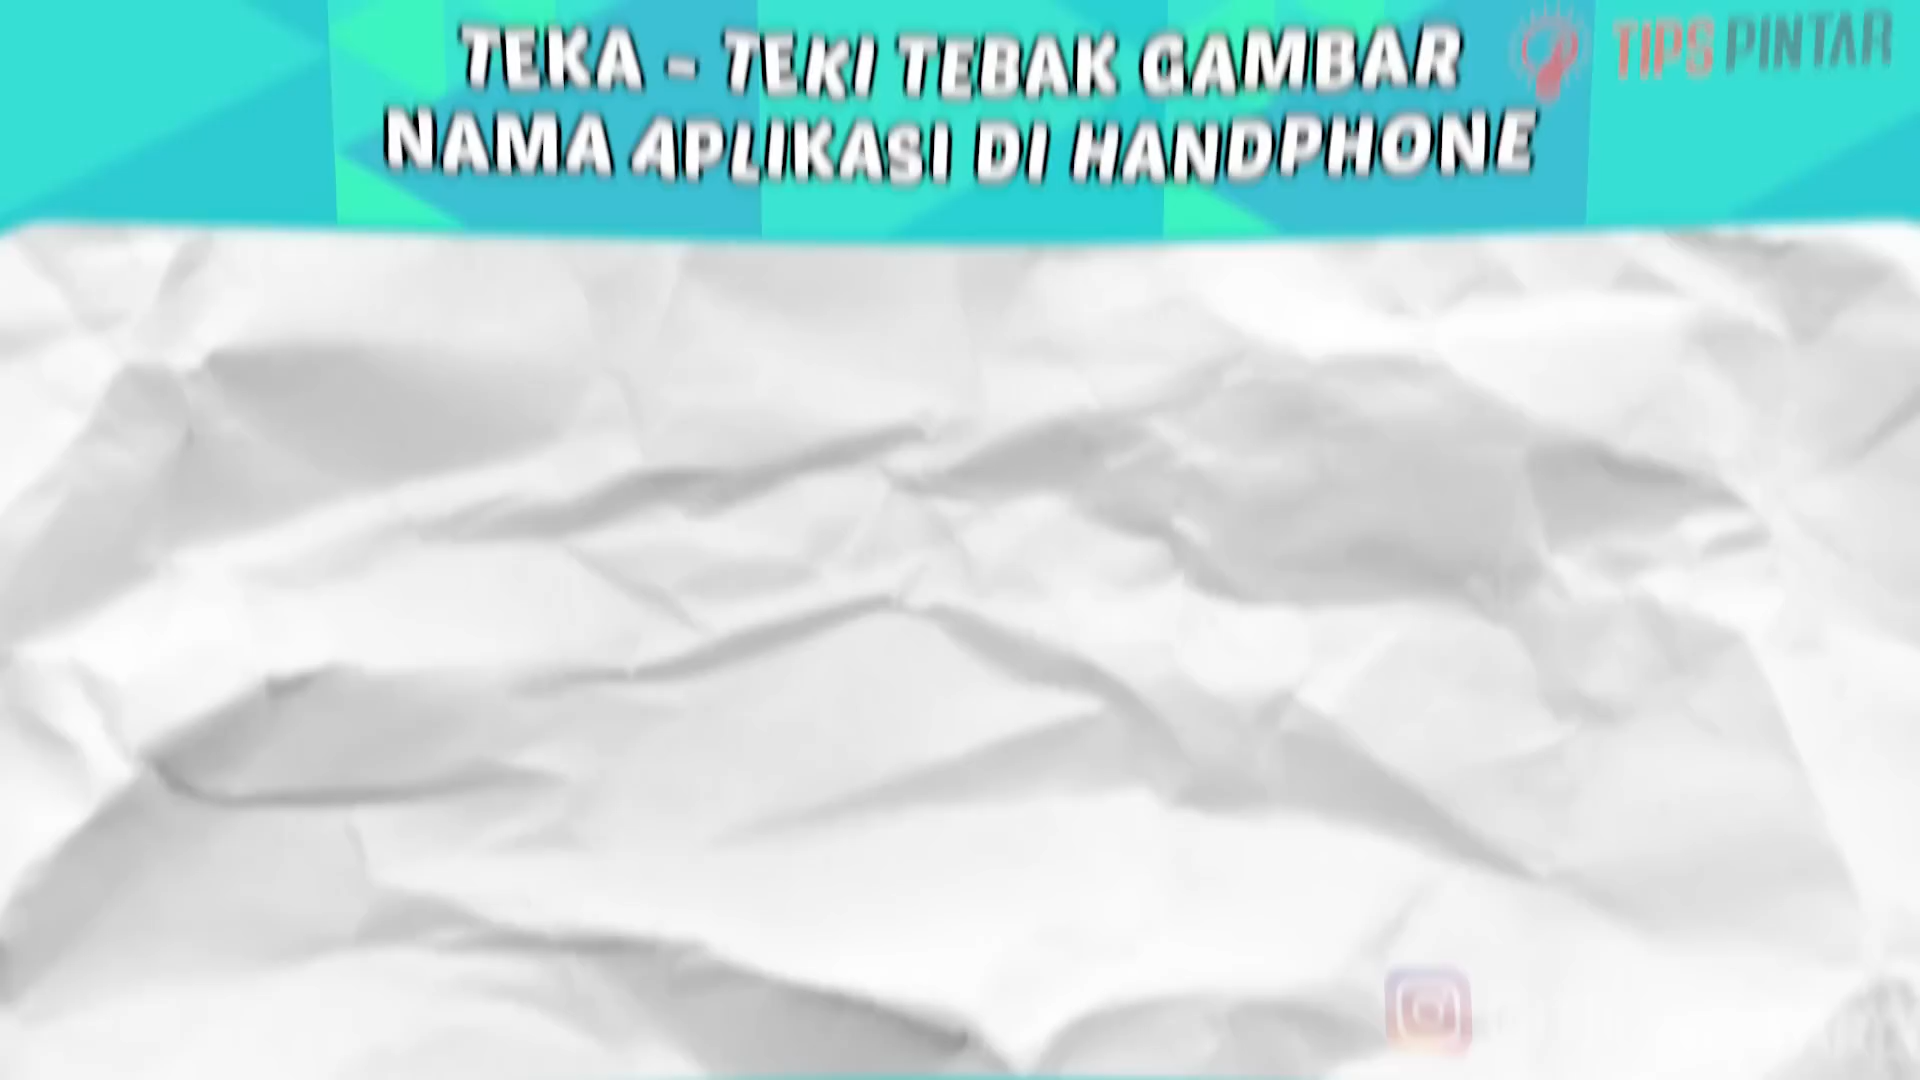 TEKA - TEKI TEBAK GAMBAR
NAMA APLIKASI DI HANDPHONE
TIPS PINTAR